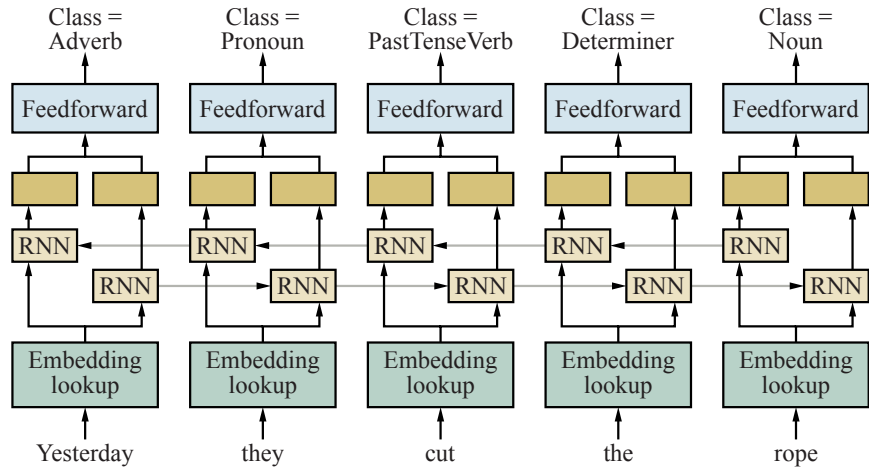 Class = Class = Class = Class = Class =
Adverb Pronoun PastTenseVerb Determiner Noun
Feedforward Feedforward Feedforward Feedforward Feedforward
RNN RNN RNN RNN RNN
RNN RNN RNN RNN RNN
Embedding Embedding Embedding Embedding Embedding
lookup lookup lookup lookup lookup
Yesterday they cut the rope